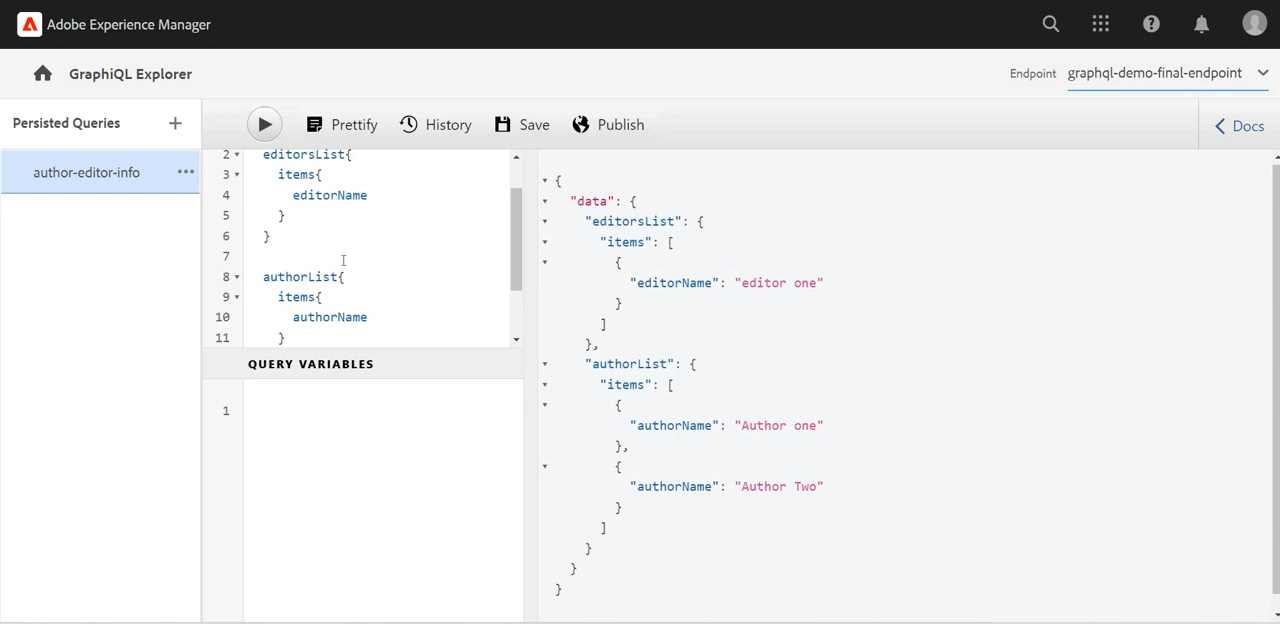 Adobe Experience Manager
GraphiQL Explorer
Endpoint graphql-demo-final-endpoint
Persisted Queries +
Prettify History Save Publish
Docs
author-editor-info
2 editorsList{
3 items{
4 editorName
5 }
6 }
7
8 authorList{
9 items{
10 authorName
11 }
QUERY VARIABLES
1
{
"data": {
"editorsList": {
"items": [
{
"editorName": "editor one"
}
]
},
"authorList": {
"items": [
{
"authorName": "Author one"
},
{
"authorName": "Author Two"
}
]
}
}
}